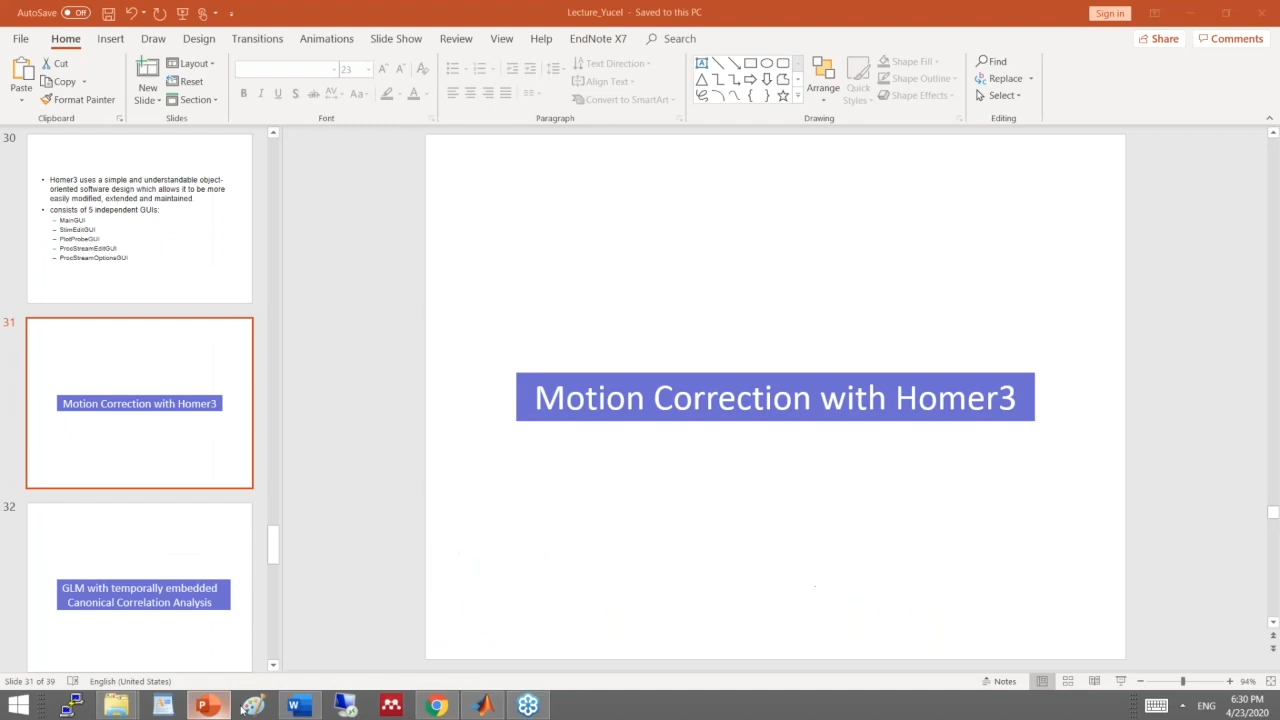 AutoSave Off
Lecture_Yucel – Saved to this PC
Sign in
File Home Insert Draw Design Transitions Animations Slide Show Review View Help EndNote X7 Search
Share Comments
Paste
Cut
Copy
Format Painter
Clipboard
New
Slide
Layout
Reset
Section
Slides
23
B I U S ab AV Aa A
Font
Text Direction
Align Text
Convert to SmartArt
Paragraph
Arrange
Quick
Styles
Shape Fill
Shape Outline
Shape Effects
Drawing
Find
Replace
Select
Editing
30
• Homer3 uses a simple and understandable object-
oriented software design which allows it to be more
easily modified, extended and maintained.
• consists of 5 independent GUIs:
– MainGUI
– StimEditGUI
– PlotProbeGUI
– ProcStreamEditGUI
– ProcStreamOptionsGUI
31
Motion Correction with Homer3
32
GLM with temporally embedded
Canonical Correlation Analysis
Motion Correction with Homer3
Slide 31 of 39
English (United States)
Notes
94%
ENG
6:30 PM
4/23/2020